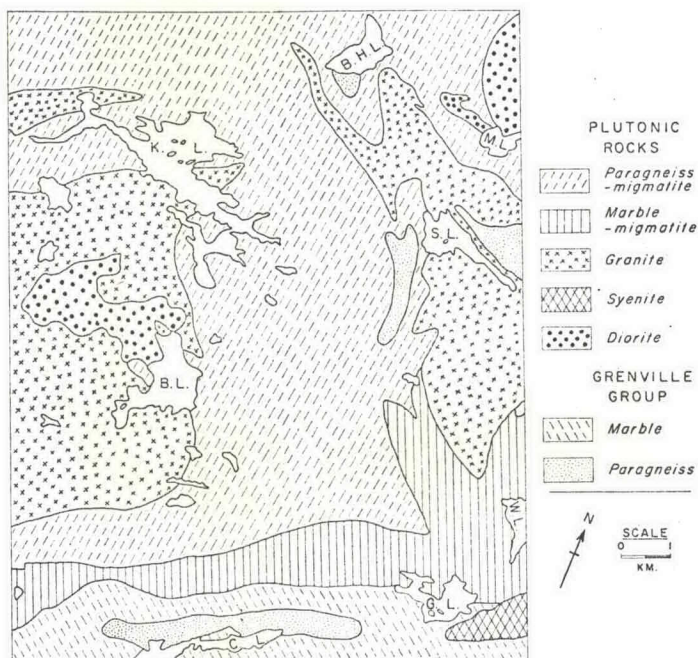 B.H.L.
M.L.
K. L.
S.L.
B.L.
W.L.
G.L.
C. L.
PLUTONIC
ROCKS
Paragneiss
-migmatite
Marble
-migmatite
Granite
Syenite
Diorite
GRENVILLE
GROUP
Marble
Paragneiss
N
SCALE
0 1
KM.